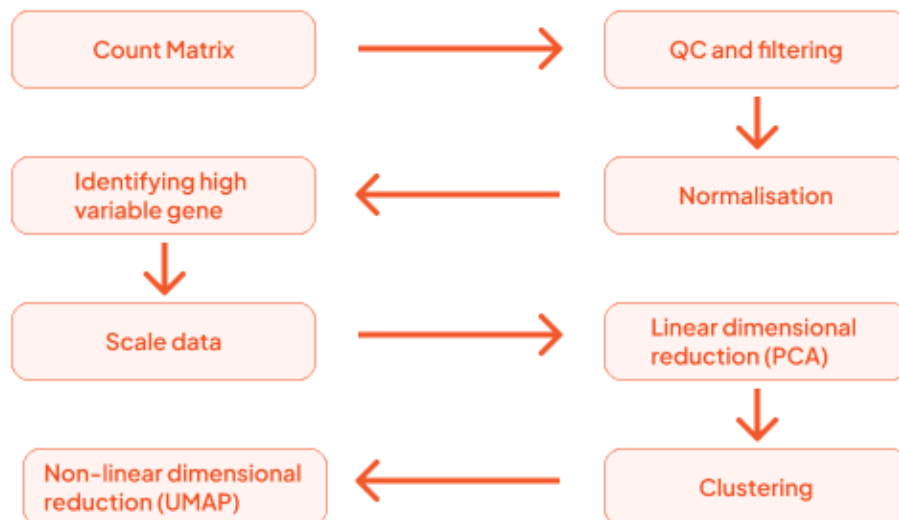 Count Matrix
QC and filtering
Identifying high
variable gene
Normalisation
Scale data
Linear dimensional
reduction (PCA)
Non-linear dimensional
reduction (UMAP)
Clustering